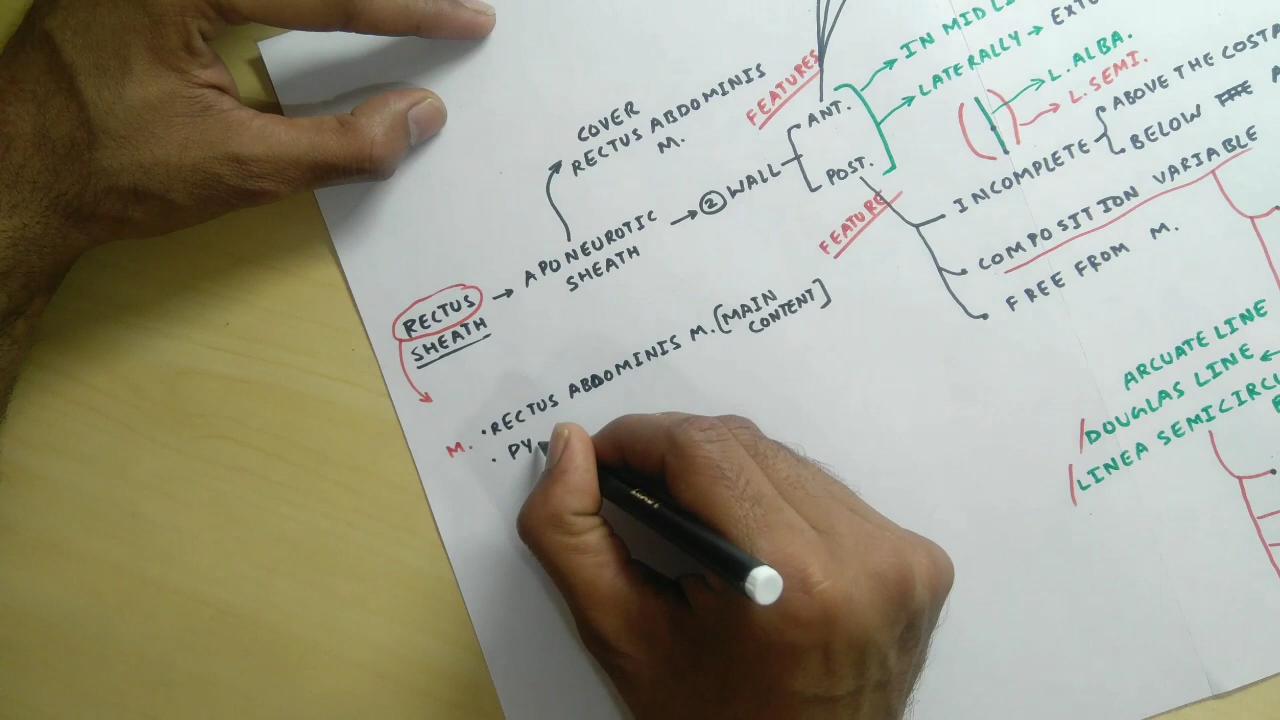 RECTUS
SHEATH
APONEUROTIC
SHEATH
COVER
RECTUS ABDOMINIS
M.
② WALL
ANT.
POST.
FEATURES
IN MID
LATERALLY → EXT
L. ALBA.
L. SEMI.
FEATURE
INCOMPLETE
ABOVE THE COSTA
BELOW
COMPOSITION VARIABLE
FREE FROM M.
M. • RECTUS ABDOMINIS M. [MAIN
CONTENT]
• PY
ARCUATE LINE
/DOUGLAS LINE
/LINEA SEMICIRCU